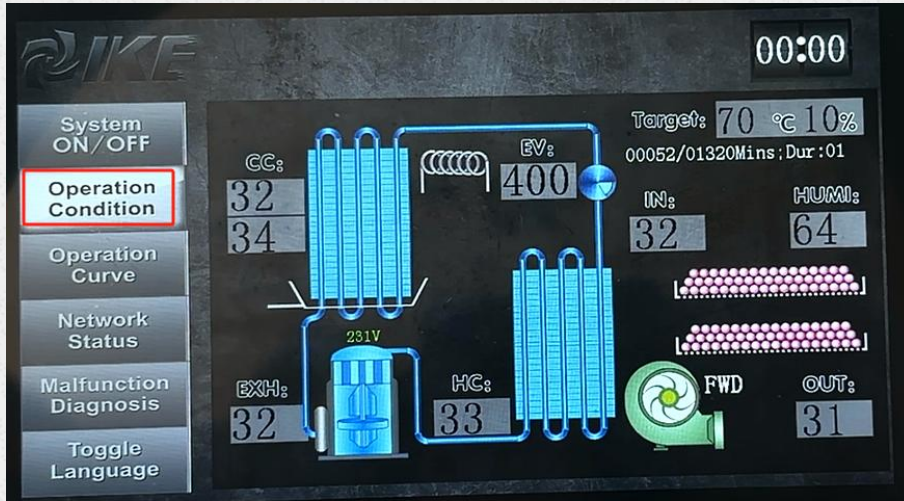 IKE
00:00
System
ON/OFF
Operation
Condition
Operation
Curve
Network
Status
Malfunction
Diagnosis
Toggle
Language
CC:
32
34
EV:
400
Target: 70 ℃ 10%
00052/01320Mins;Dur:01
IN:
32
HUMI:
64
231V
EXH:
32
HC:
33
FWD
OUT:
31